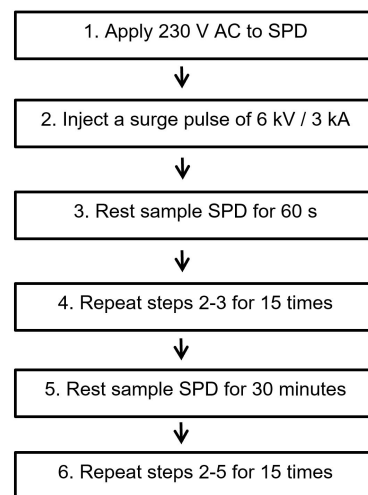 1. Apply 230 V AC to SPD
2. Inject a surge pulse of 6 kV / 3 kA
3. Rest sample SPD for 60 s
4. Repeat steps 2-3 for 15 times
5. Rest sample SPD for 30 minutes
6. Repeat steps 2-5 for 15 times